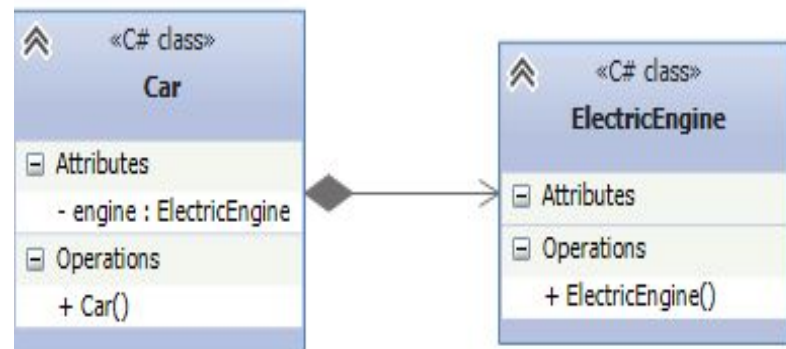 «C# class»
Car
Attributes
- engine : ElectricEngine
Operations
+ Car()
«C# class»
ElectricEngine
Attributes
Operations
+ ElectricEngine()